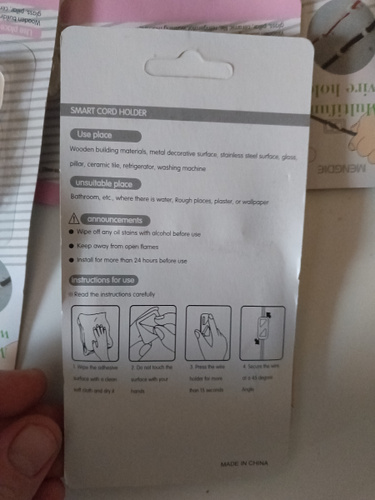 SMART CORD HOLDER
Use place
Wooden building materials, metal decorative surface, stainless steel surface, glass,
pillar, ceramic tile, refrigerator, washing machine
unsuitable place
Bathroom, etc., where there is water, Rough places, plaster, or wallpaper
announcements
Wipe off any oil stains with alcohol before use
Keep away from open flames
Install for more than 24 hours before use
instructions for use
Read the instructions carefully
1. Press the adhesive
surface with a clean
soft cloth and dry it
2. Do not touch the
surface with your
hands
3. Press the wire
holder for more
than 15 seconds
4. Secure the wire
at a 45 degree
angle
MADE IN CHINA
MENGDIE